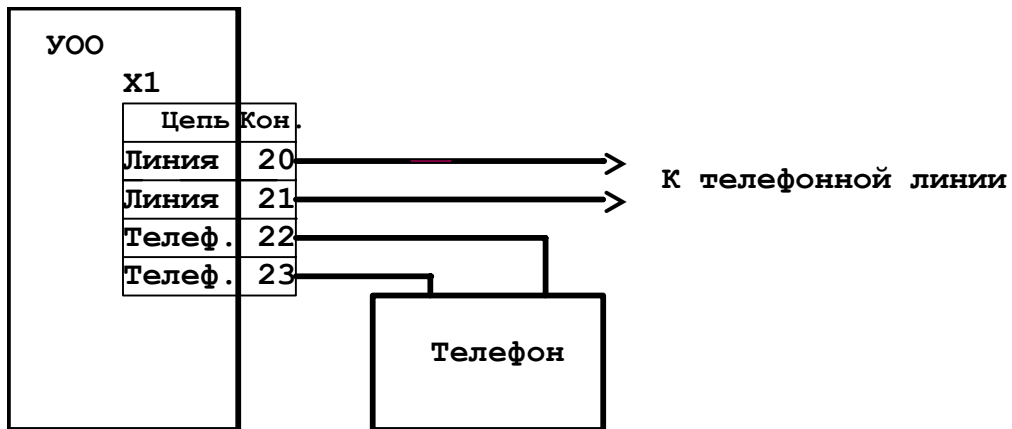 УОО
X1
Цепь Кон.
Линия 20
Линия 21
К телефонной линии
Телеф. 22
Телеф. 23
Телефон